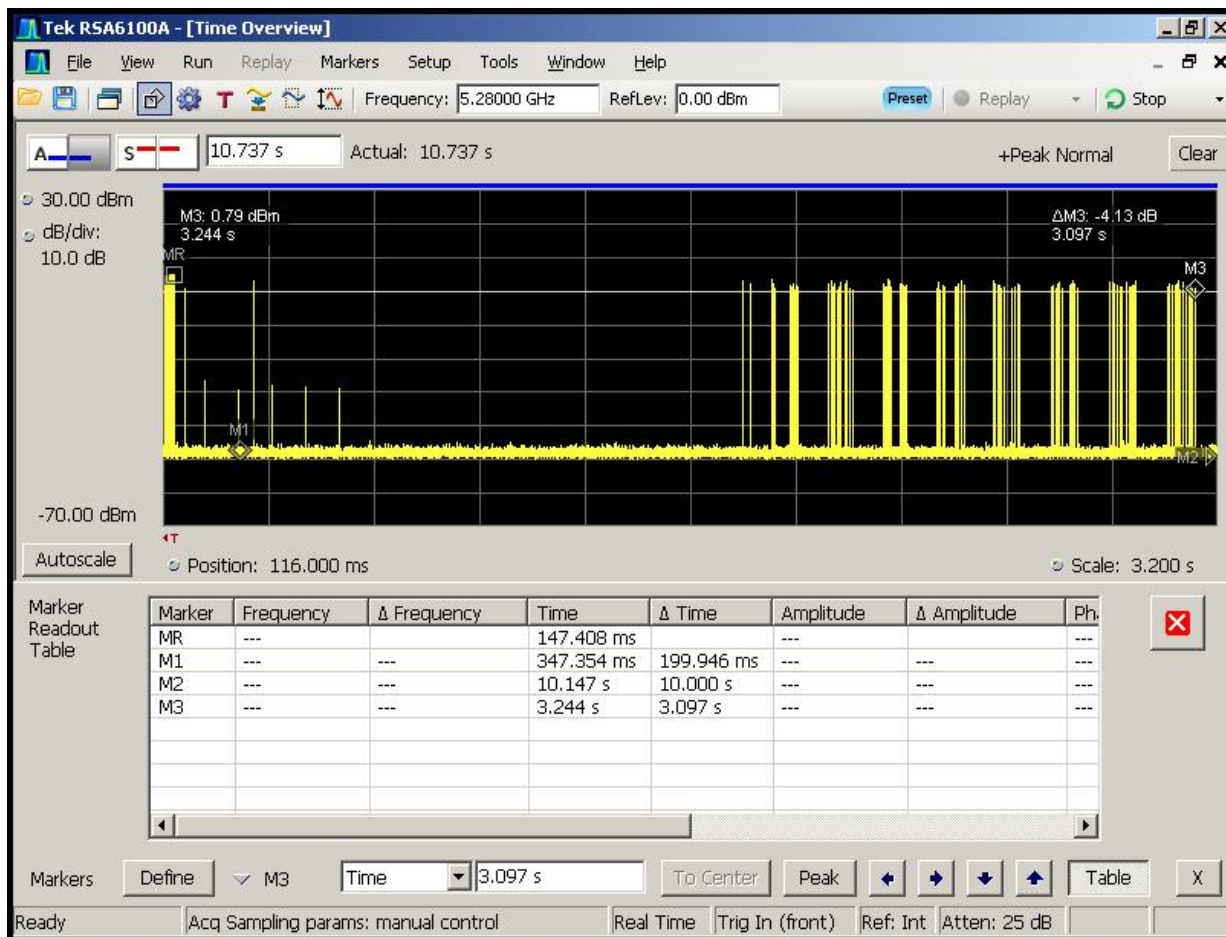 Tek RSA6100A - [Time Overview]
File View Run Replay Markers Setup Tools Window Help
T Frequency: 5.28000 GHz RefLev: 0.00 dBm Preset Replay Stop
A S 10.737 s Actual: 10.737 s +Peak Normal Clear
30.00 dBm
dB/div:
10.0 dB
M3: 0.79 dBm ΔM3: -4.13 dB
3.244 s 3.097 s
MR
M3
M1
M2
-70.00 dBm
T
Autoscale Position: 116.000 ms Scale: 3.200 s
Marker
Readout
Table
Marker Frequency Δ Frequency Time Δ Time Amplitude Δ Amplitude Ph
MR --- 147.408 ms --- ---
M1 --- --- 347.354 ms 199.946 ms --- --- ---
M2 --- --- 10.147 s 10.000 s --- --- ---
M3 --- --- 3.244 s 3.097 s --- --- ---
Markers Define M3 Time 3.097 s To Center Peak Table X
Ready Acq Sampling params: manual control Real Time Trig In (front) Ref: Int Atten: 25 dB